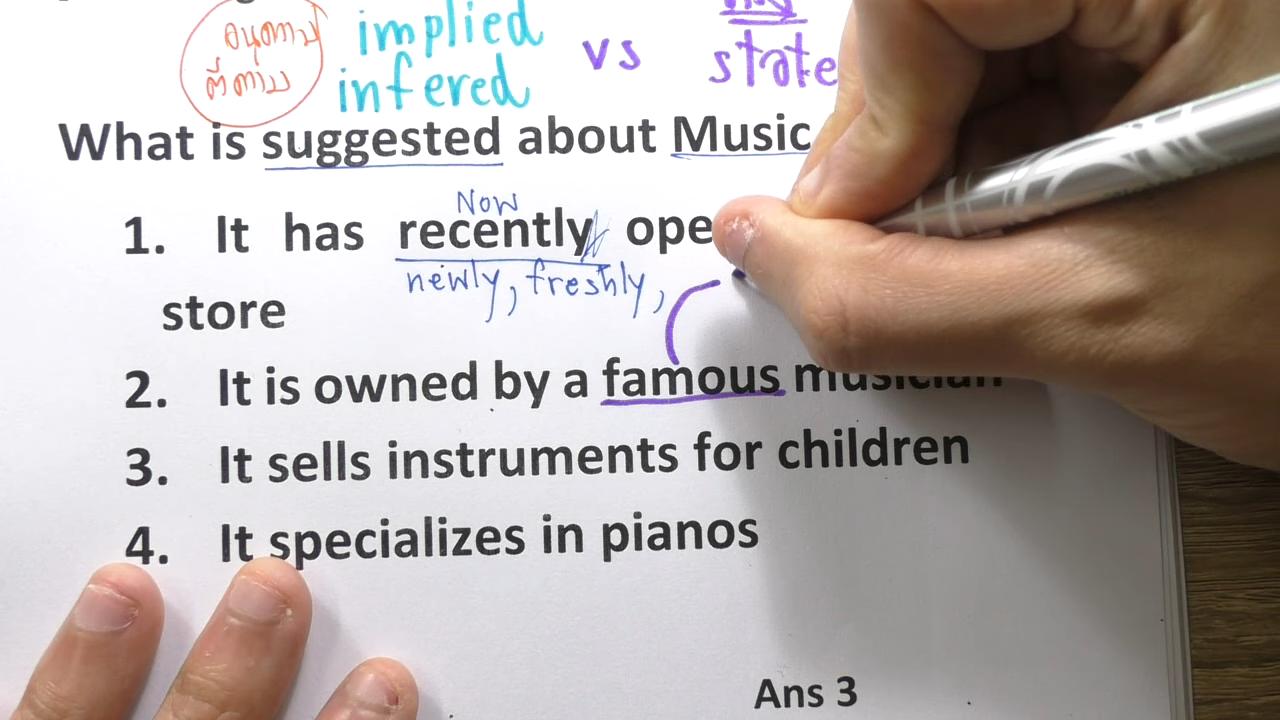 อนุมาน implied vs
ตีความ infered state
What is suggested about Music
Now
1. It has recently ope
newly, freshly,
store
2. It is owned by a famous musician
3. It sells instruments for children
4. It specializes in pianos
Ans 3